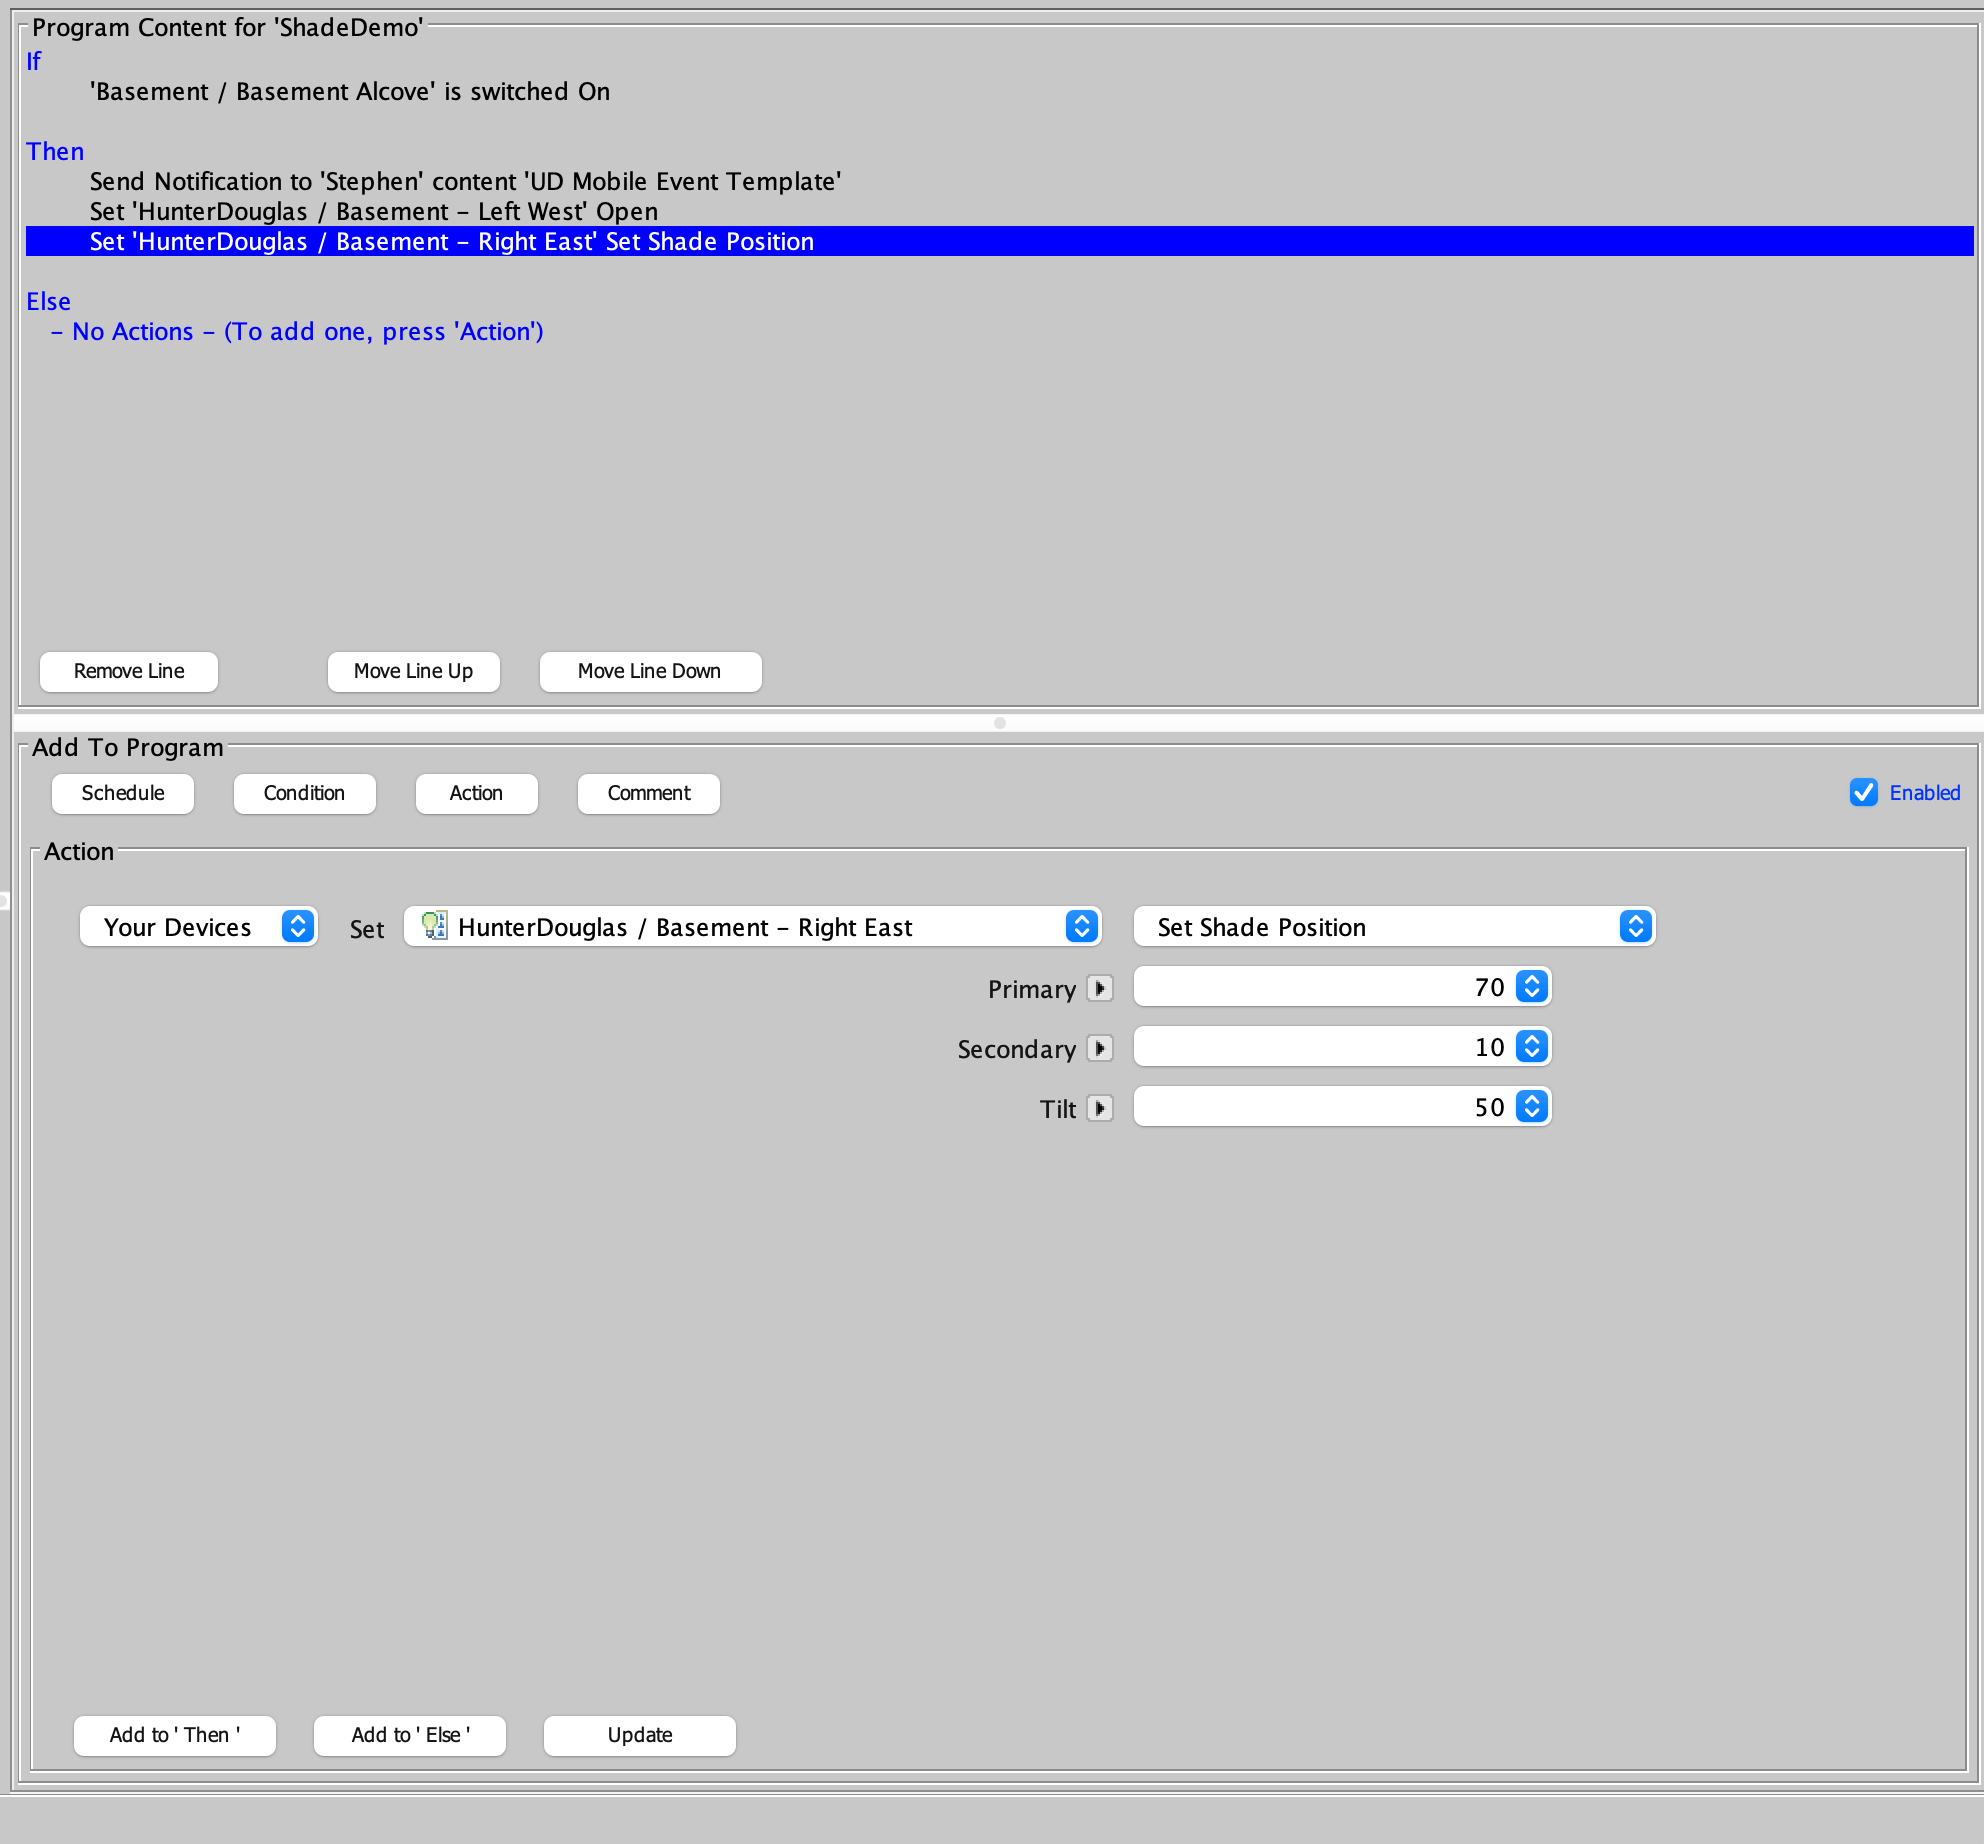 Program Content for 'ShadeDemo'
If
'Basement / Basement Alcove' is switched On
Then
Send Notification to 'Stephen' content 'UD Mobile Event Template'
Set 'HunterDouglas / Basement - Left West' Open
Set 'HunterDouglas / Basement - Right East' Set Shade Position
Else
- No Actions - (To add one, press 'Action')
Remove Line Move Line Up Move Line Down
Add To Program
Schedule Condition Action Comment Enabled
Action
Your Devices Set HunterDouglas / Basement - Right East Set Shade Position
Primary 70
Secondary 10
Tilt 50
Add to ' Then ' Add to ' Else ' Update